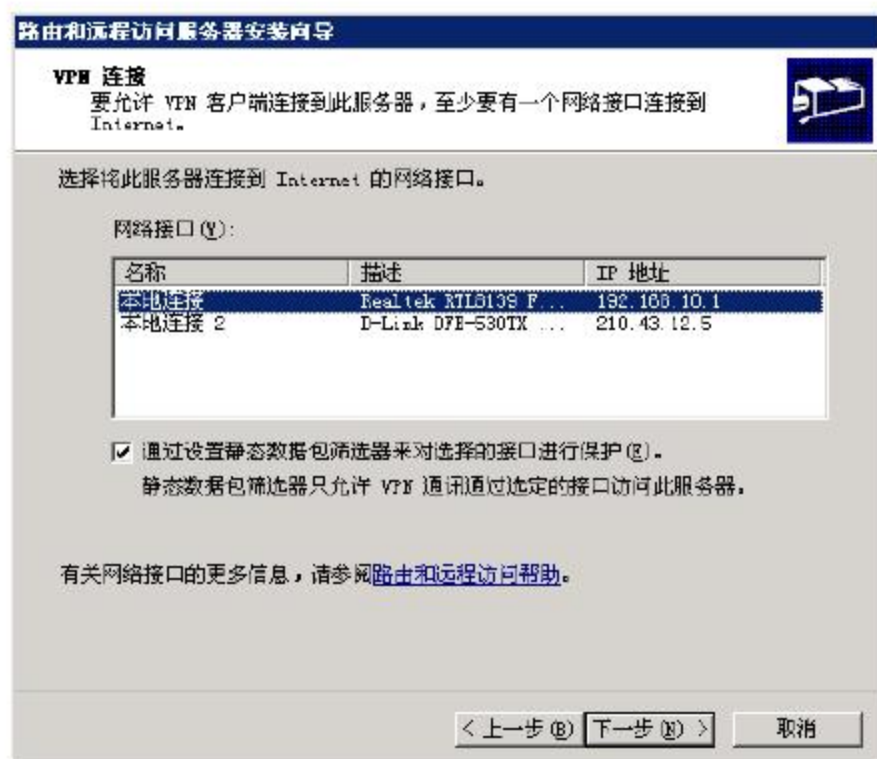 路由和远程访问服务器安装向导
VPN 连接
要允许 VPN 客户端连接到此服务器，至少要有一个网络接口连接到
Internet。
选择将此服务器连接到 Internet 的网络接口。
网络接口(V):
名称 描述 IP 地址
本地连接 Realtek RTL8139 F... 192.168.10.1
本地连接 2 D-Link DFE-530TX ... 210.43.12.5
通过设置静态数据包筛选器来对选择的接口进行保护(E)。
静态数据包筛选器只允许 VPN 通讯通过选定的接口访问此服务器。
有关网络接口的更多信息，请参阅路由和远程访问帮助。
< 上一步(B) 下一步(N) > 取消